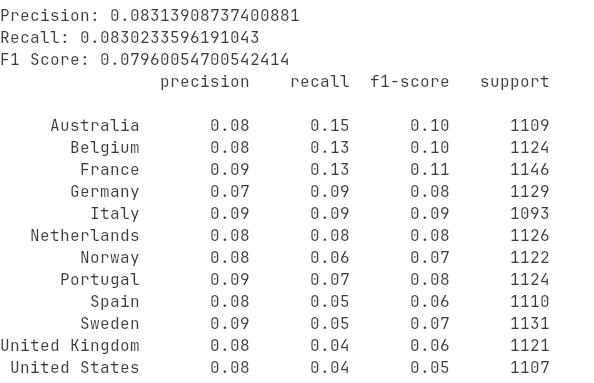 Precision: 0.08313908737400881
Recall: 0.0830233596191043
F1 Score: 0.07960054700542414
precision recall f1-score support
Australia 0.08 0.15 0.10 1109
Belgium 0.08 0.13 0.10 1124
France 0.09 0.13 0.11 1146
Germany 0.07 0.09 0.08 1129
Italy 0.09 0.09 0.09 1093
Netherlands 0.08 0.08 0.08 1126
Norway 0.08 0.06 0.07 1122
Portugal 0.09 0.07 0.08 1124
Spain 0.08 0.05 0.06 1110
Sweden 0.09 0.05 0.07 1131
United Kingdom 0.08 0.04 0.06 1121
United States 0.08 0.04 0.05 1107